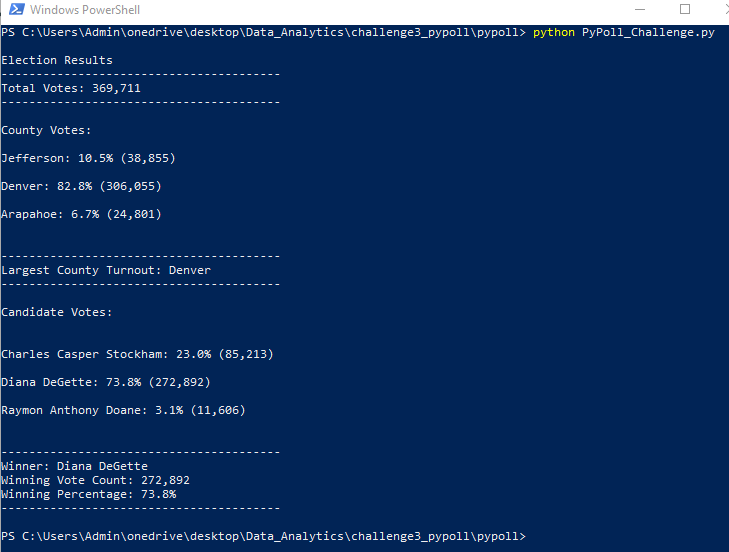 Windows PowerShell
PS C:\Users\Admin\onedrive\desktop\Data_Analytics\challenge3_pypoll\pypoll> python PyPoll_Challenge.py
Election Results
----------------------------------------
Total Votes: 369,711
----------------------------------------
County Votes:
Jefferson: 10.5% (38,855)
Denver: 82.8% (306,055)
Arapahoe: 6.7% (24,801)
----------------------------------------
Largest County Turnout: Denver
----------------------------------------
Candidate Votes:
Charles Casper Stockham: 23.0% (85,213)
Diana DeGette: 73.8% (272,892)
Raymon Anthony Doane: 3.1% (11,606)
----------------------------------------
Winner: Diana DeGette
Winning Vote Count: 272,892
Winning Percentage: 73.8%
----------------------------------------
PS C:\Users\Admin\onedrive\desktop\Data_Analytics\challenge3_pypoll\pypoll>